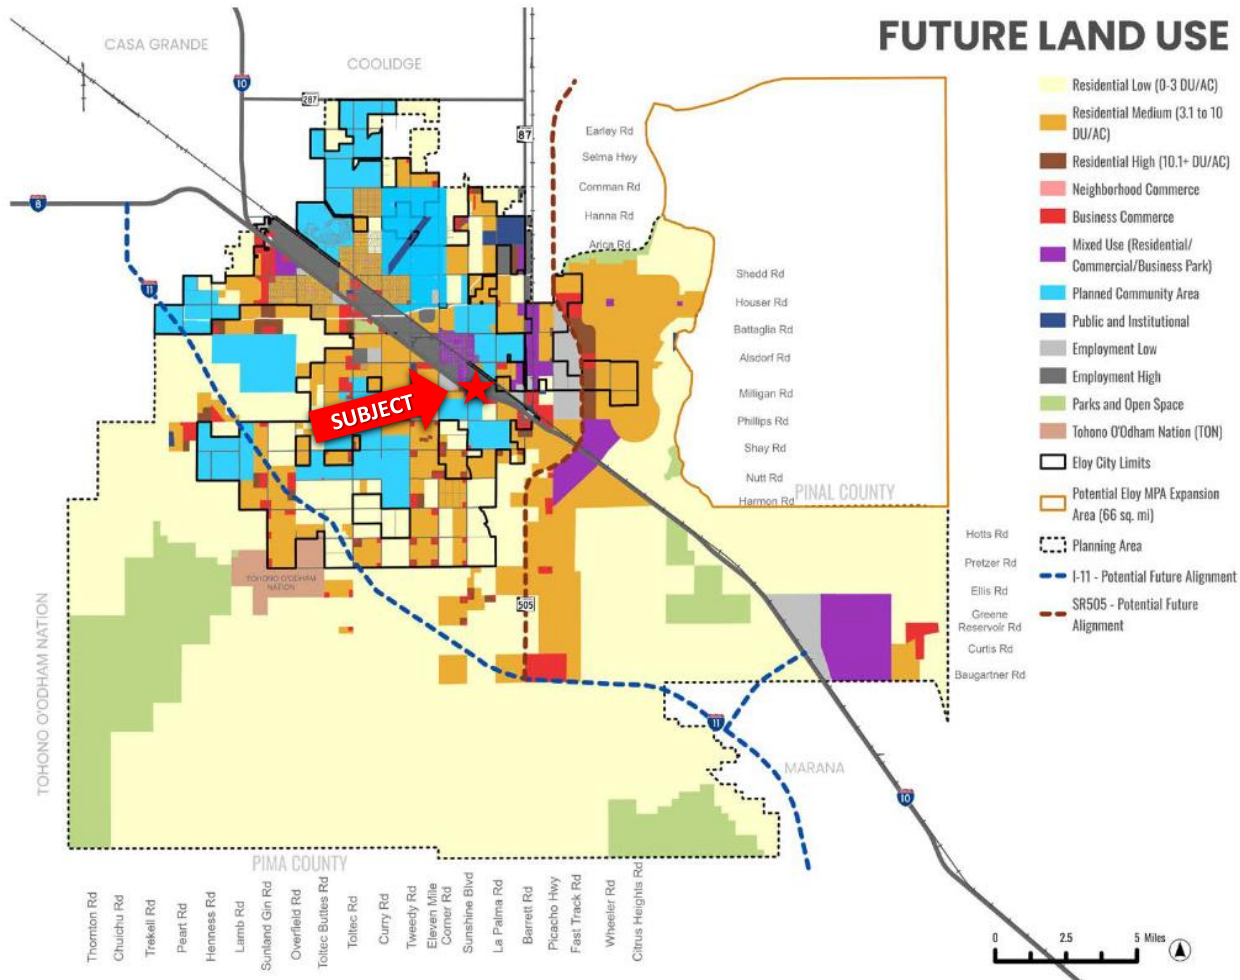 FUTURE LAND USE
CASA GRANDE
COOLIDGE
10
287
87
8
11
Earley Rd
Selma Hwy
Cornman Rd
Hanna Rd
Arica Rd
Shedd Rd
Houser Rd
Battaglia Rd
Alsdorf Rd
Milligan Rd
Phillips Rd
Shay Rd
Nutt Rd
Harmon Rd
PINAL COUNTY
SUBJECT
Hotts Rd
Pretzer Rd
Ellis Rd
Greene
Reservoir Rd
Curtis Rd
Baugartner Rd
TOHONO O'ODHAM
NATION
505
TOHONO O'ODHAM NATION
11
MARANA
10
PIMA COUNTY
Residential Low (0-3 DU/AC)
Residential Medium (3.1 to 10
DU/AC)
Residential High (10.1+ DU/AC)
Neighborhood Commerce
Business Commerce
Mixed Use (Residential/
Commercial/Business Park)
Planned Community Area
Public and Institutional
Employment Low
Employment High
Parks and Open Space
Tohono O'Odham Nation (TON)
Eloy City Limits
Potential Eloy MPA Expansion
Area (66 sq. mi)
Planning Area
I-11 - Potential Future Alignment
SR505 - Potential Future
Alignment
Thornton Rd
Chuichu Rd
Trekell Rd
Peart Rd
Henness Rd
Lamb Rd
Sunland Gin Rd
Overfield Rd
Toltec Buttes Rd
Toltec Rd
Curry Rd
Tweedy Rd
Eleven Mile
Corner Rd
Sunshine Blvd
La Palma Rd
Barrett Rd
Picacho Hwy
Fast Track Rd
Wheeler Rd
Citrus Heights Rd
0 2.5 5 Miles